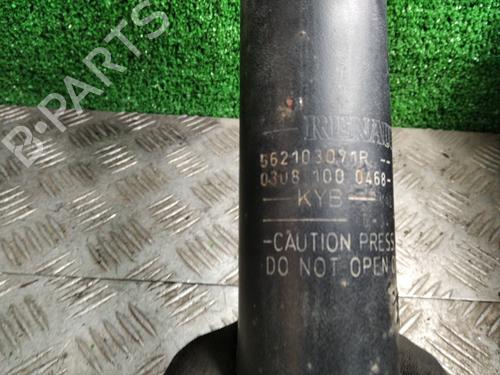 RENAU
562103071R --
03U8 100 0468-
KYB
-CAUTION PRESS
DO NOT OPEN
B-PARTS